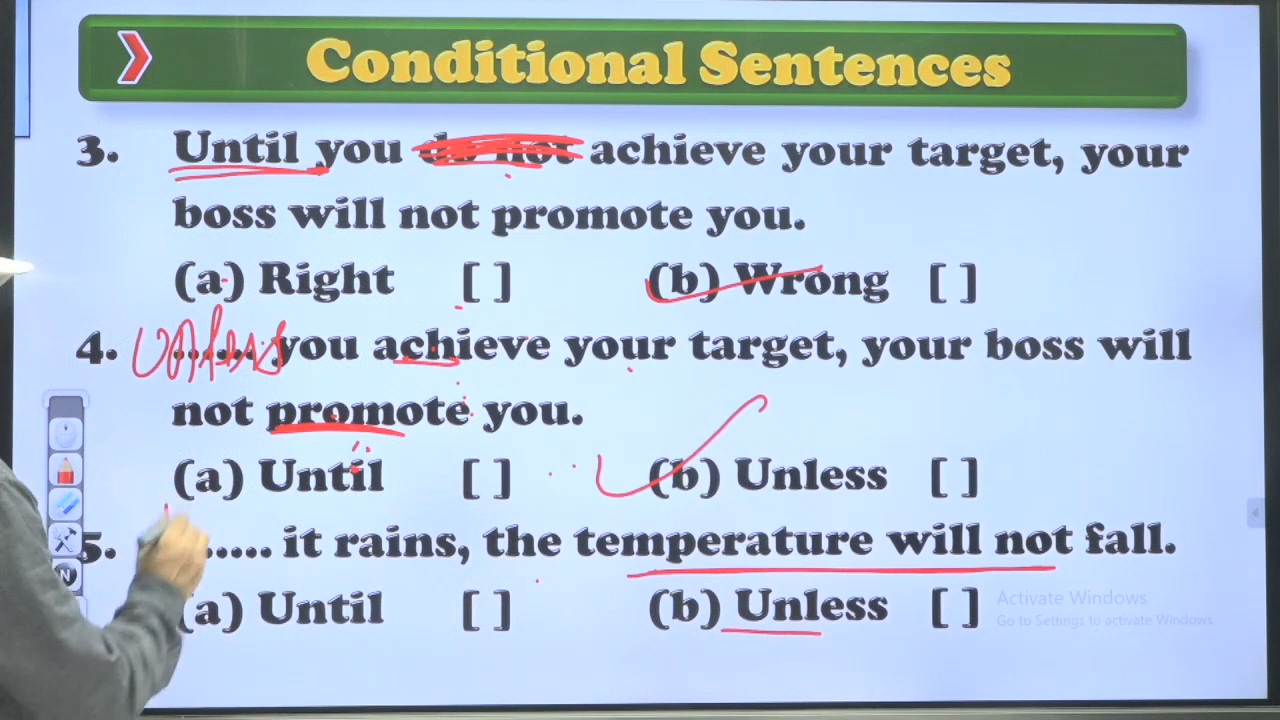 Conditional Sentences
3. Until you do not achieve your target, your
boss will not promote you.
(a) Right [ ] (b) Wrong [ ]
4. Unless ...... you achieve your target, your boss will
not promote you.
(a) Until [ ] (b) Unless [ ]
5. ..... it rains, the temperature will not fall.
(a) Until [ ] (b) Unless [ ]
Activate Windows
Go to Settings to activate Windows.
N